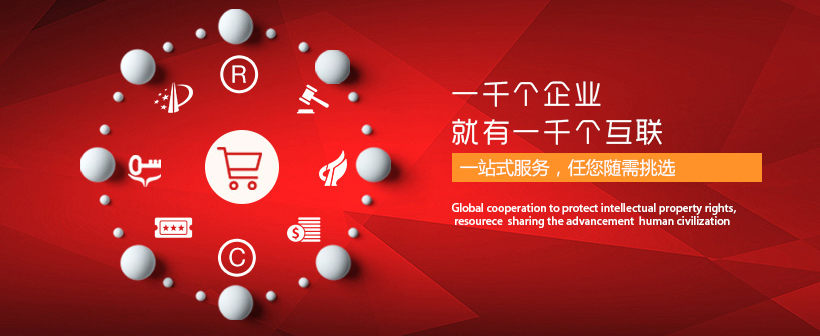 R
C
一千个企业
就有一千个互联
一站式服务，任您随需挑选
Global cooperation to protect intellectual property rights,
resourece sharing the advancement human civilization